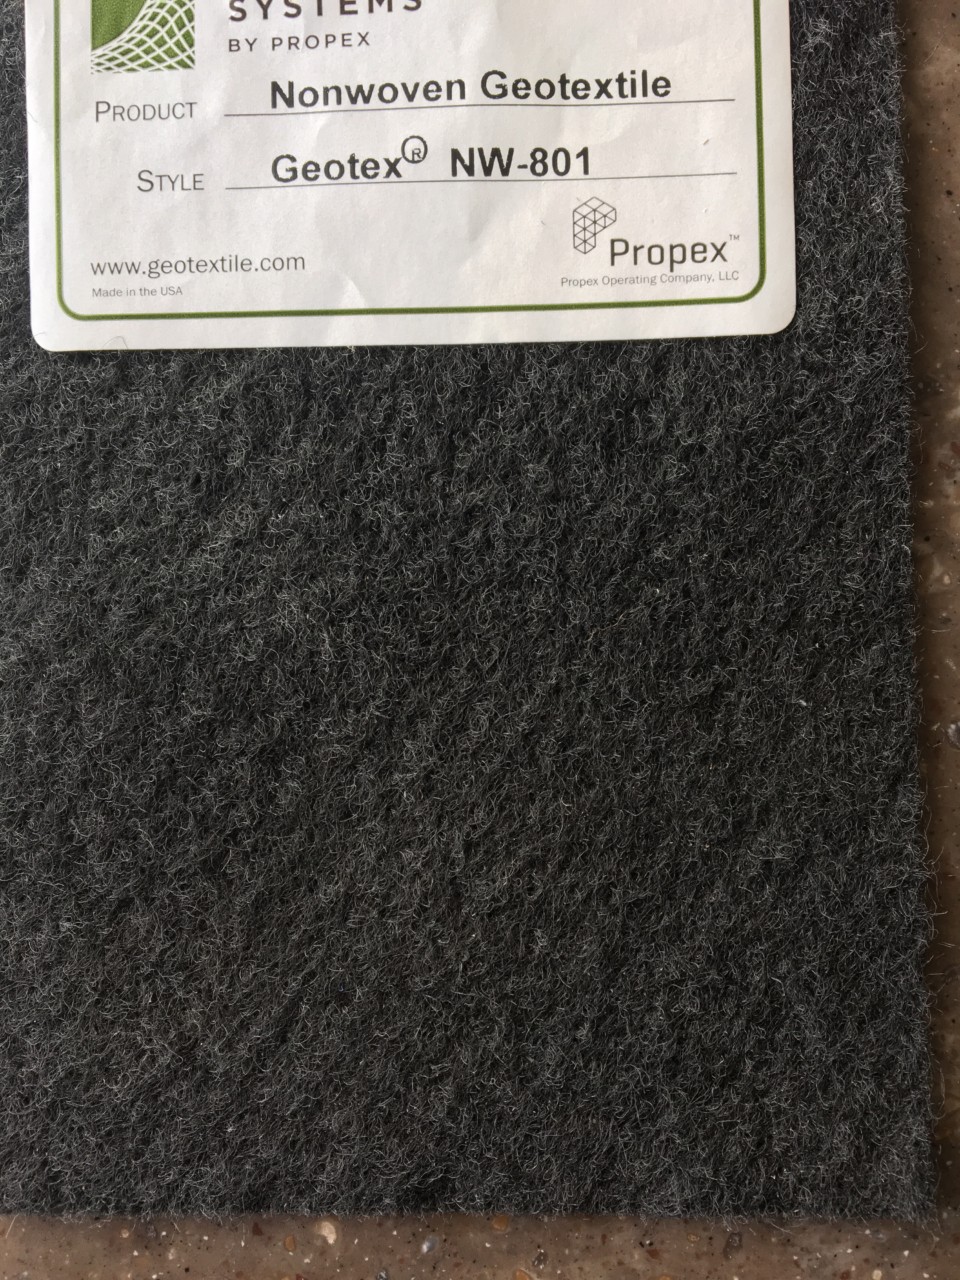 SYSTEMS
BY PROPEX
PRODUCT Nonwoven Geotextile
STYLE Geotex® NW-801
Propex™
www.geotextile.com
Propex Operating Company, LLC
Made in the USA